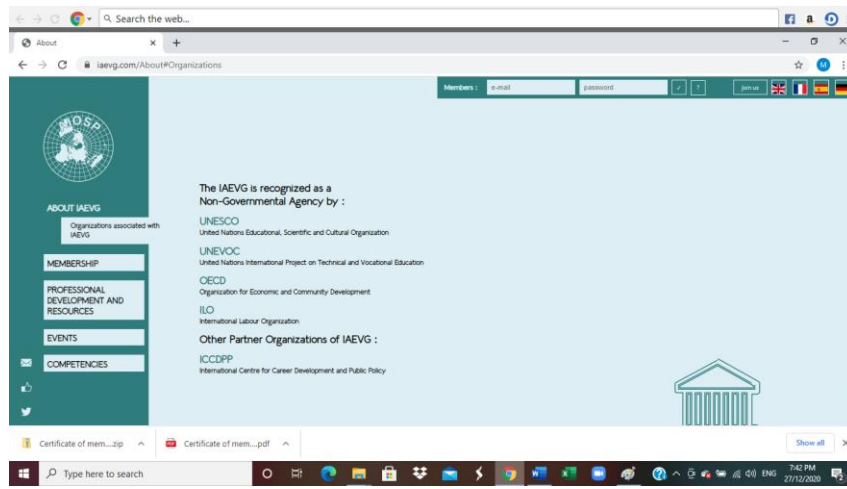 Search the web...
a
About
iaevg.com/About#Organizations
M
Members :
e-mail
password
✓
?
Join us
AIOSP
ABOUT IAEVG
Organizations associated with
IAEVG
MEMBERSHIP
PROFESSIONAL
DEVELOPMENT AND
RESOURCES
EVENTS
COMPETENCIES
The IAEVG is recognized as a
Non-Governmental Agency by :
UNESCO
United Nations Educational, Scientific and Cultural Organization
UNEVOC
United Nations International Project on Technical and Vocational Education
OECD
Organization for Economic and Community Development
ILO
International Labour Organization
Other Partner Organizations of IAEVG :
ICCDPP
International Centre for Career Development and Public Policy
Certificate of mem....zip
Certificate of mem....pdf
Show all
Type here to search
ENG
7:42 PM
27/12/2020
2